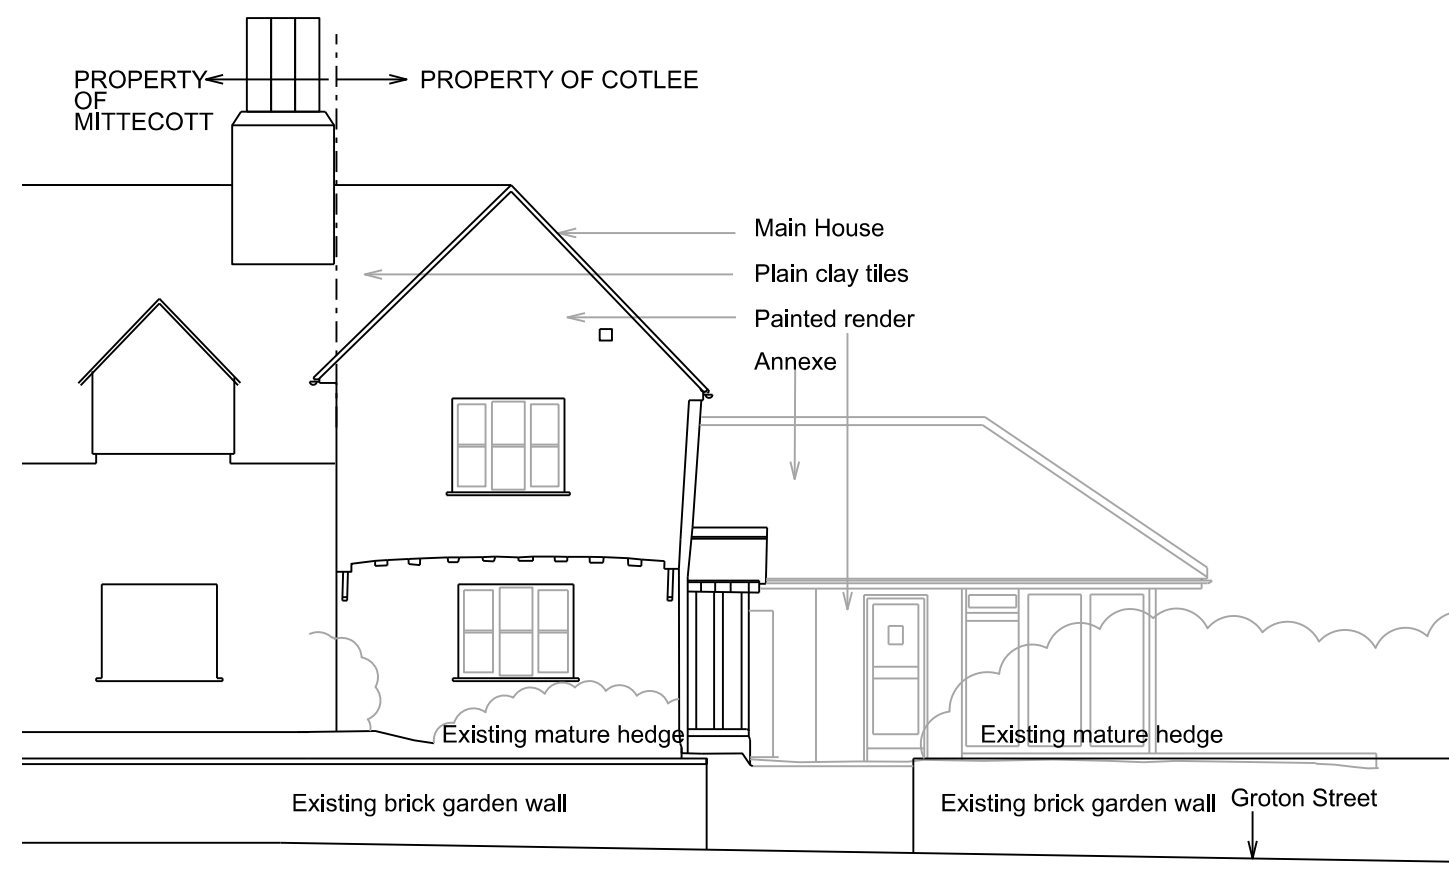 PROPERTY
OF
MITTECOTT
PROPERTY OF COTLEE
Main House
Plain clay tiles
Painted render
Annexe
Existing mature hedge
Existing mature hedge
Existing brick garden wall
Existing brick garden wall
Groton Street